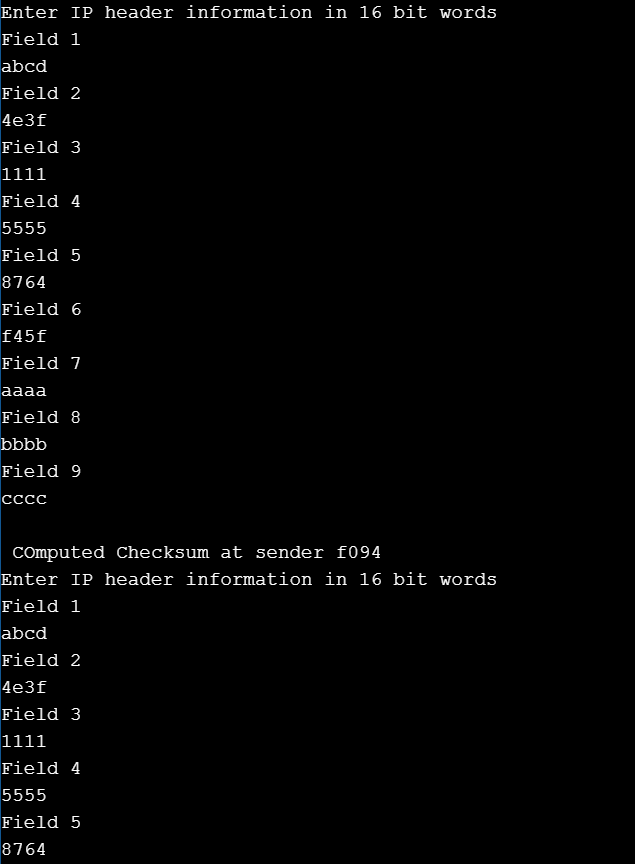 Enter IP header information in 16 bit words
Field 1
abcd
Field 2
4e3f
Field 3
1111
Field 4
5555
Field 5
8764
Field 6
f45f
Field 7
aaaa
Field 8
bbbb
Field 9
cccc
COmputed Checksum at sender f094
Enter IP header information in 16 bit words
Field 1
abcd
Field 2
4e3f
Field 3
1111
Field 4
5555
Field 5
8764